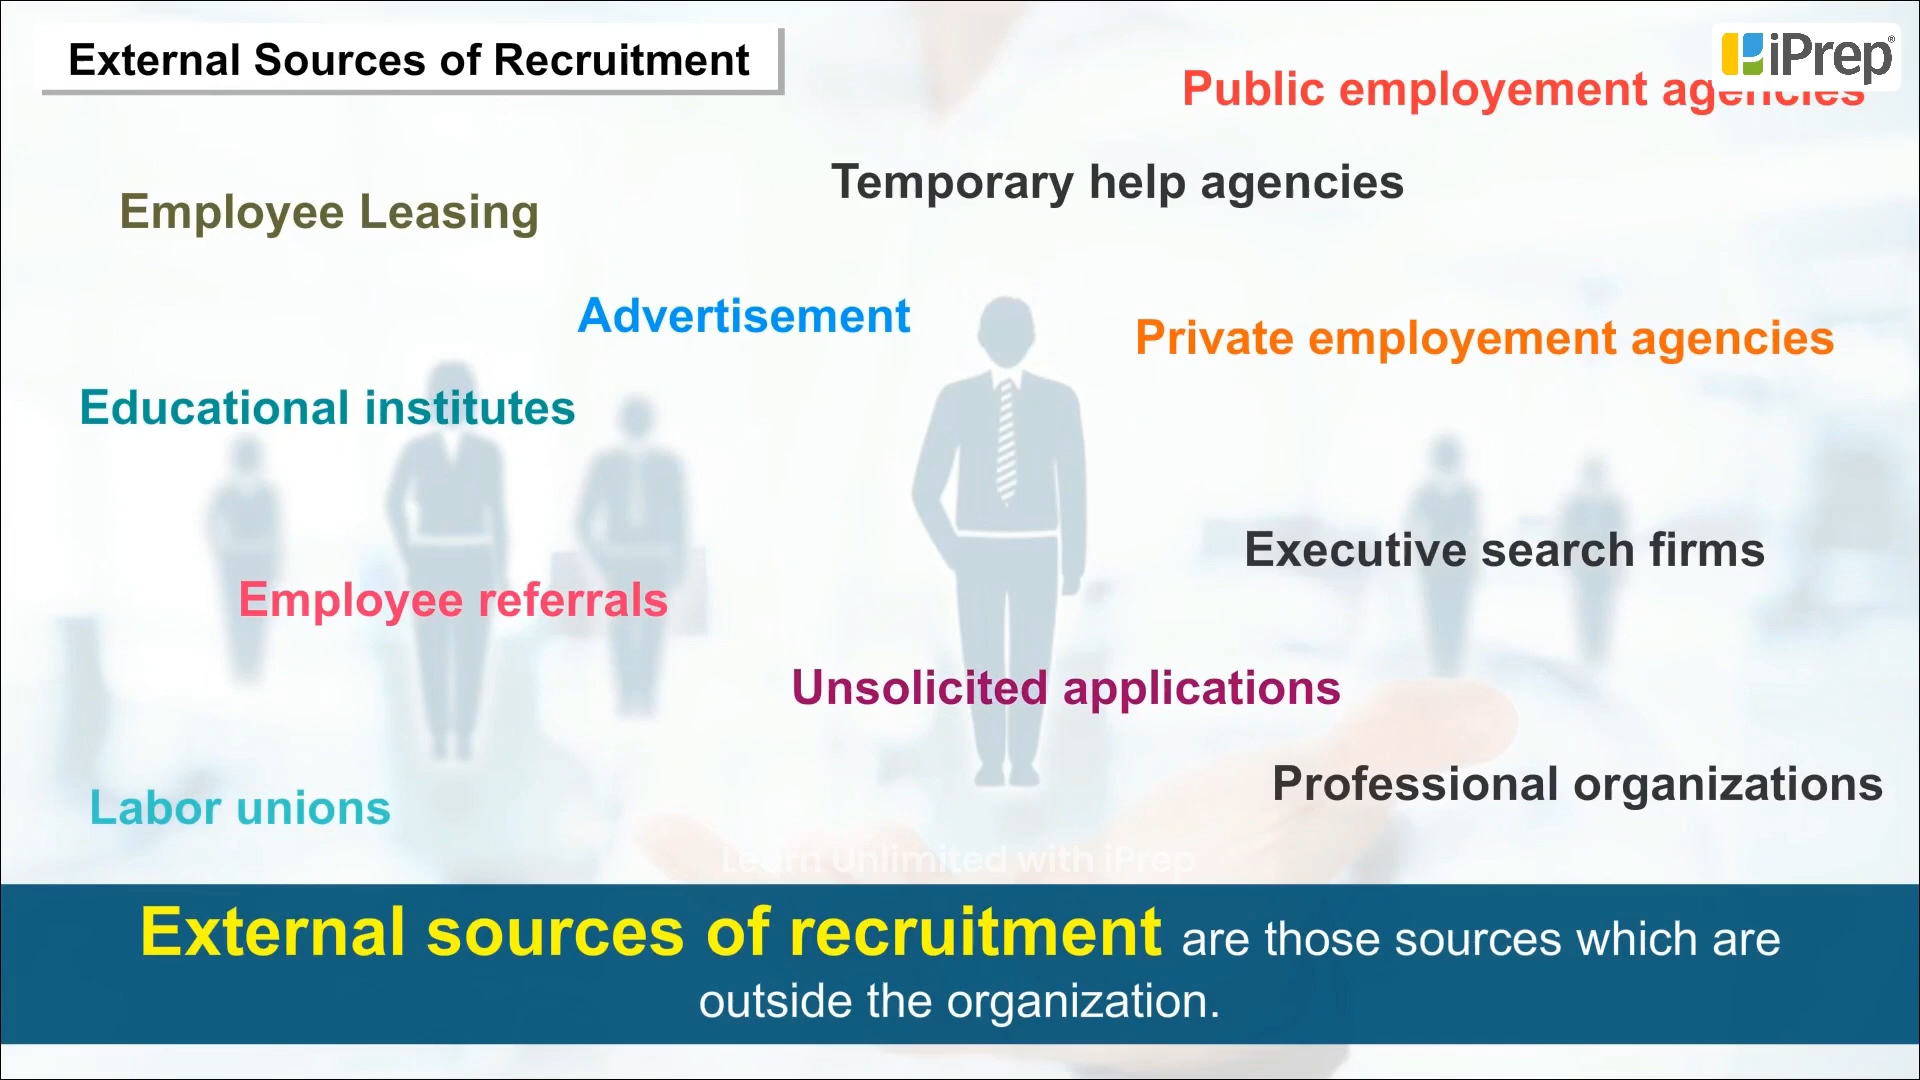 External Sources of Recruitment
iPrep®
Public employement agencies
Temporary help agencies
Employee Leasing
Advertisement
Private employement agencies
Educational institutes
Executive search firms
Employee referrals
Unsolicited applications
Professional organizations
Labor unions
Learn Unlimited with iPrep
External sources of recruitment are those sources which are
outside the organization.